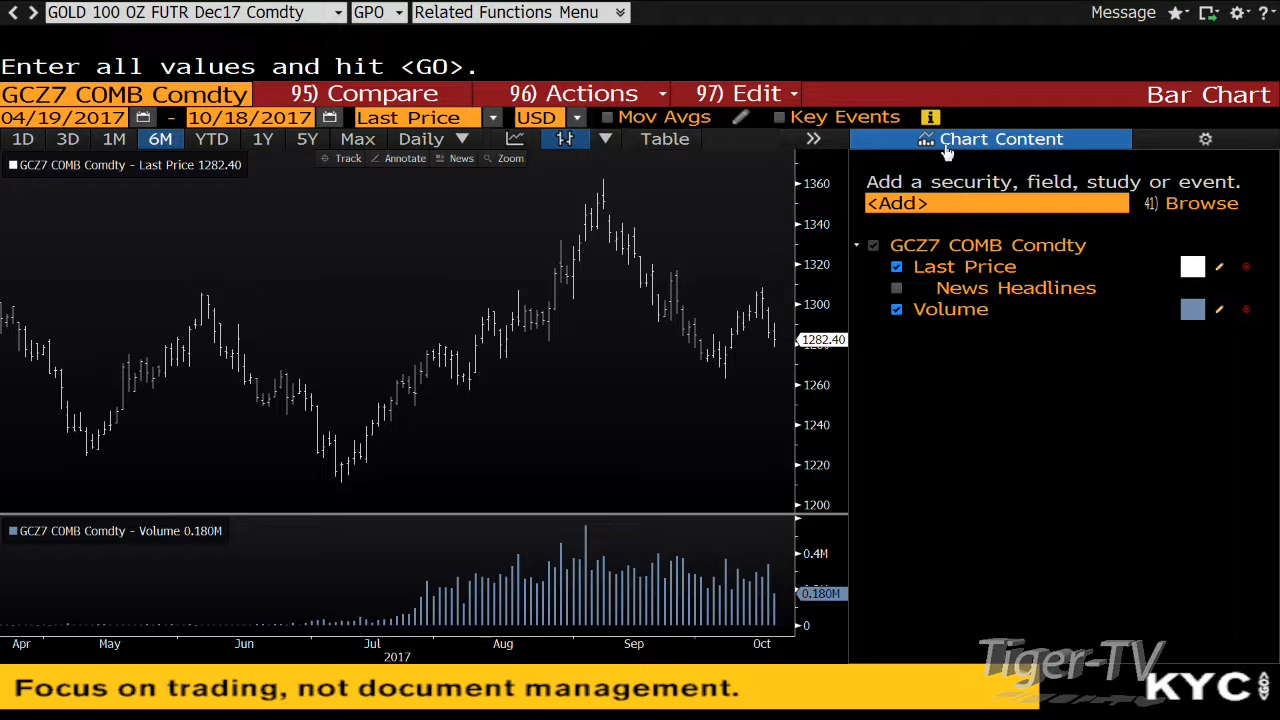 GOLD 100 OZ FUTR Dec17 Comdty GPO Related Functions Menu Message ?
Enter all values and hit <GO>.
GCZ7 COMB Comdty 95) Compare 96) Actions 97) Edit Bar Chart
04/19/2017 - 10/18/2017 Last Price USD Mov Avgs Key Events i
1D 3D 1M 6M YTD 1Y 5Y Max Daily Table » Chart Content
Track Annotate News Zoom
GCZ7 COMB Comdty - Last Price 1282.40
Add a security, field, study or event.
<Add> 41) Browse
GCZ7 COMB Comdty
Last Price
News Headlines
Volume
1360
1340
1320
1300
1282.40
1260
1240
1220
1200
GCZ7 COMB Comdty - Volume 0.180M
0.4M
0.180M
0
Apr May Jun Jul Aug Sep Oct
2017
Tiger-TV
Focus on trading, not document management. KYC